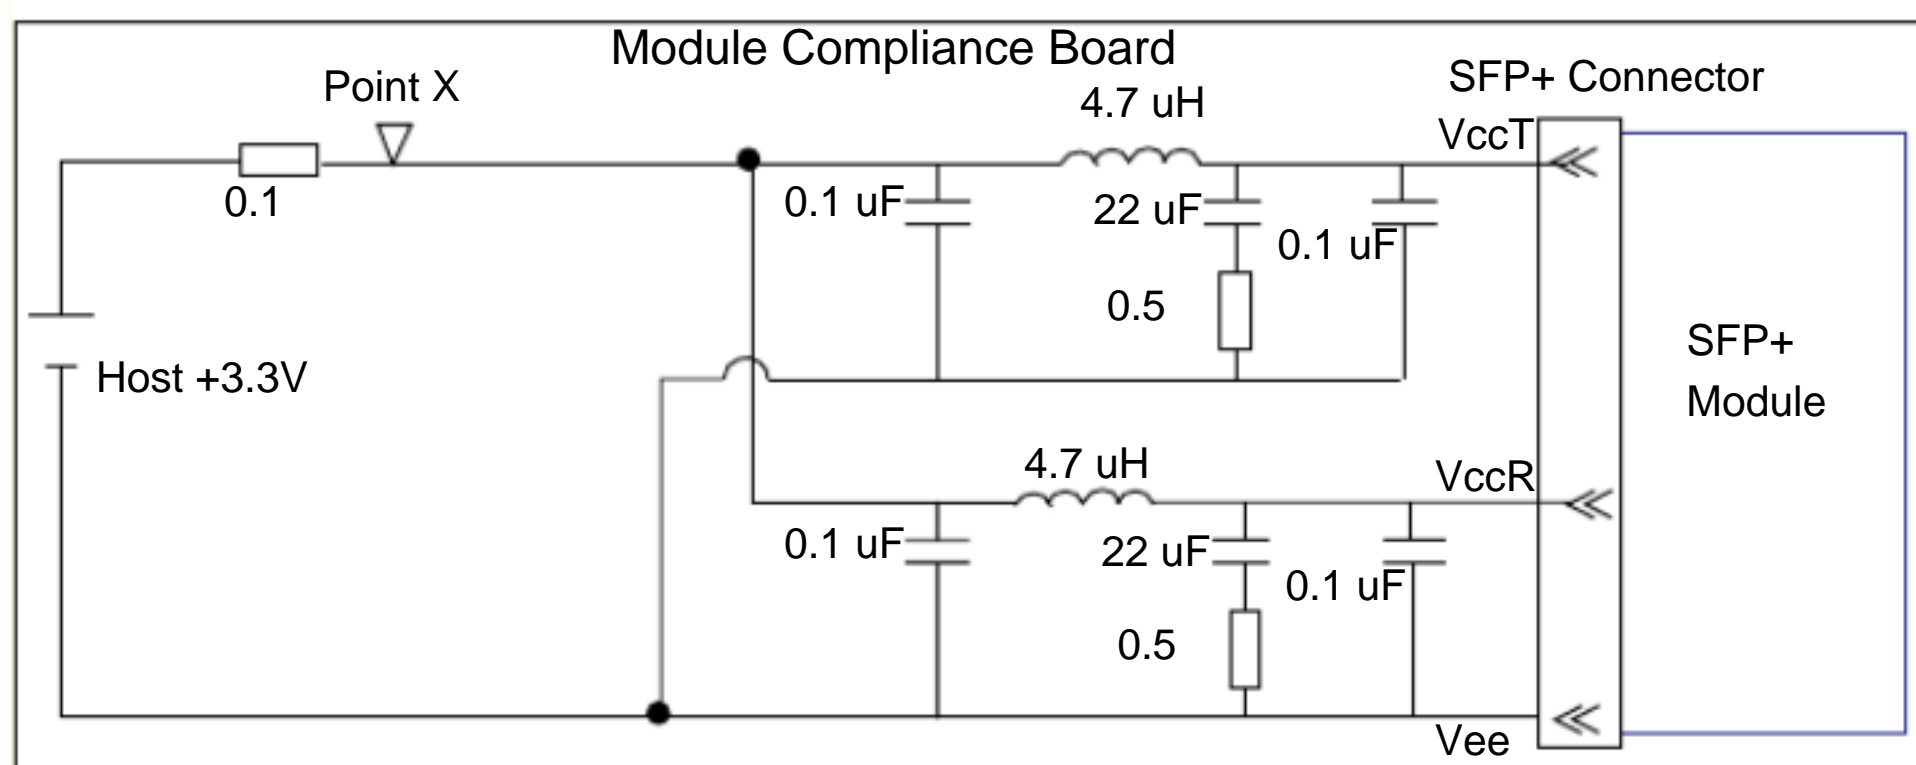 Module Compliance Board
Point X
SFP+ Connector
4.7 uH
VccT
0.1
0.1 uF
22 uF
0.1 uF
0.5
Host +3.3V
SFP+
Module
4.7 uH
VccR
0.1 uF
22 uF
0.1 uF
0.5
Vee